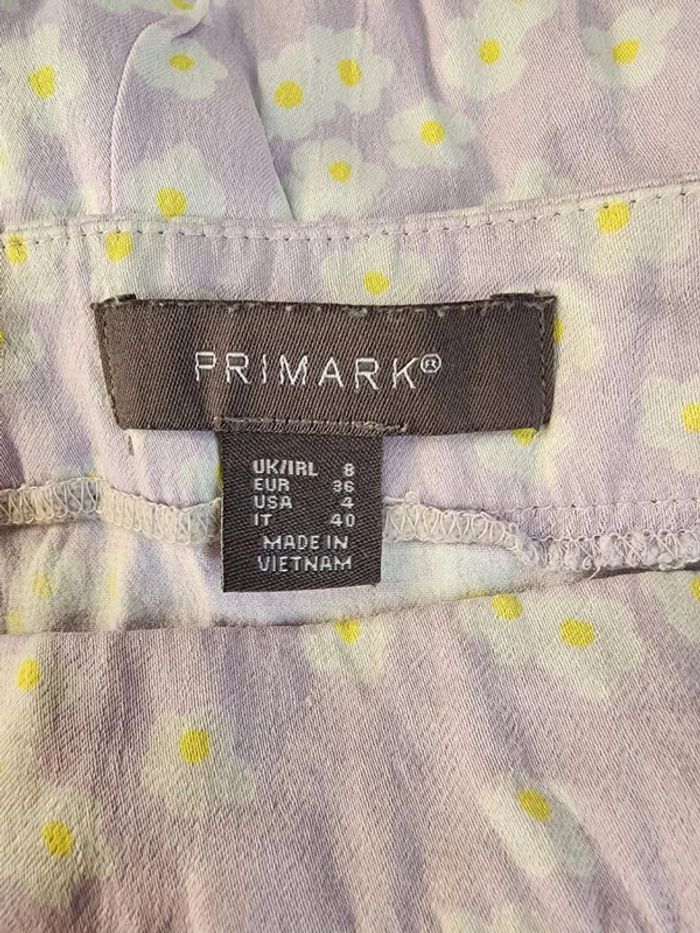 PRIMARK®
UK/IRL 8
EUR 36
USA 4
IT 40
MADE IN
VIETNAM